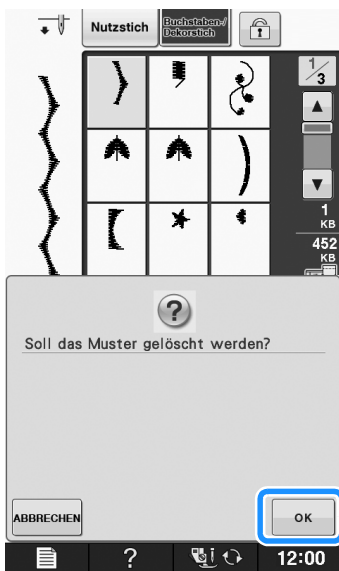 Nutzstich
Buchstaben-/
Dekorstich
1/3
1
KB
452
KB
?
Soll das Muster gelöscht werden?
ABBRECHEN
OK
?
12:00